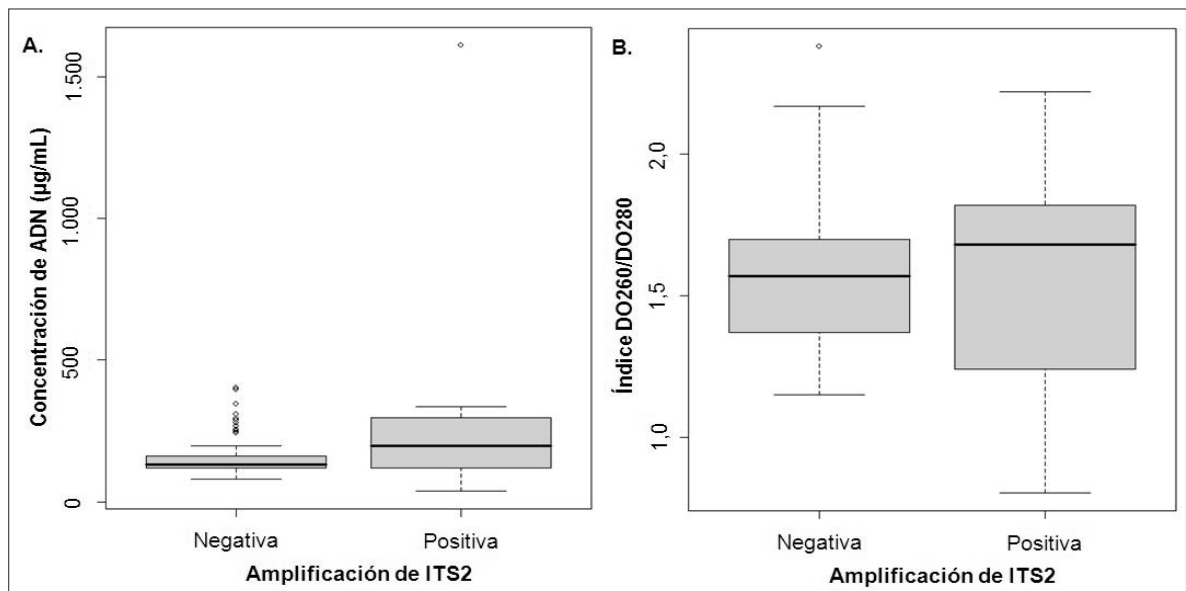 A.
Concentración de ADN (µg/mL)
1.500
1.000
500
0
Negativa
Positiva
Amplificación de ITS2
B.
Índice DO260/DO280
2,0
1,5
1,0
Negativa
Positiva
Amplificación de ITS2